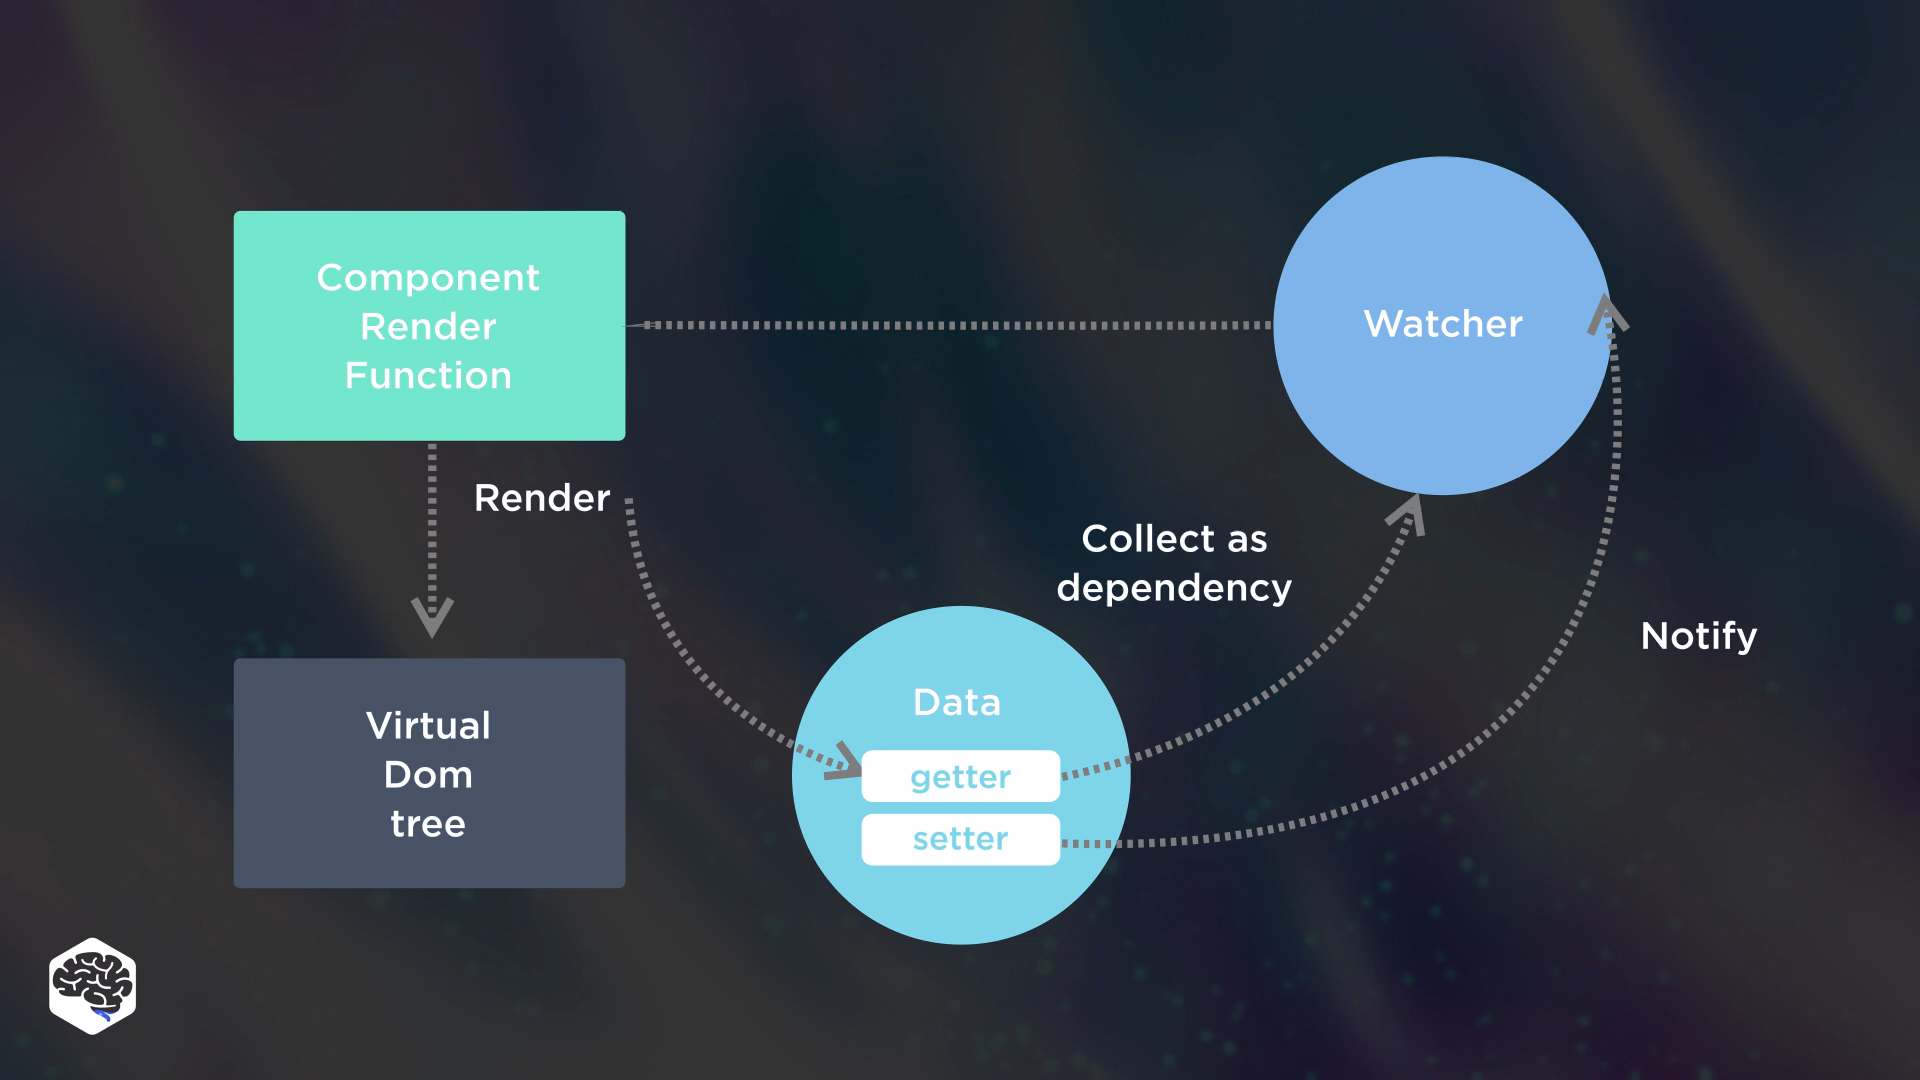 Component
Render
Function
Watcher
Render
Collect as
dependency
Notify
Data
getter
setter
Virtual
Dom
tree